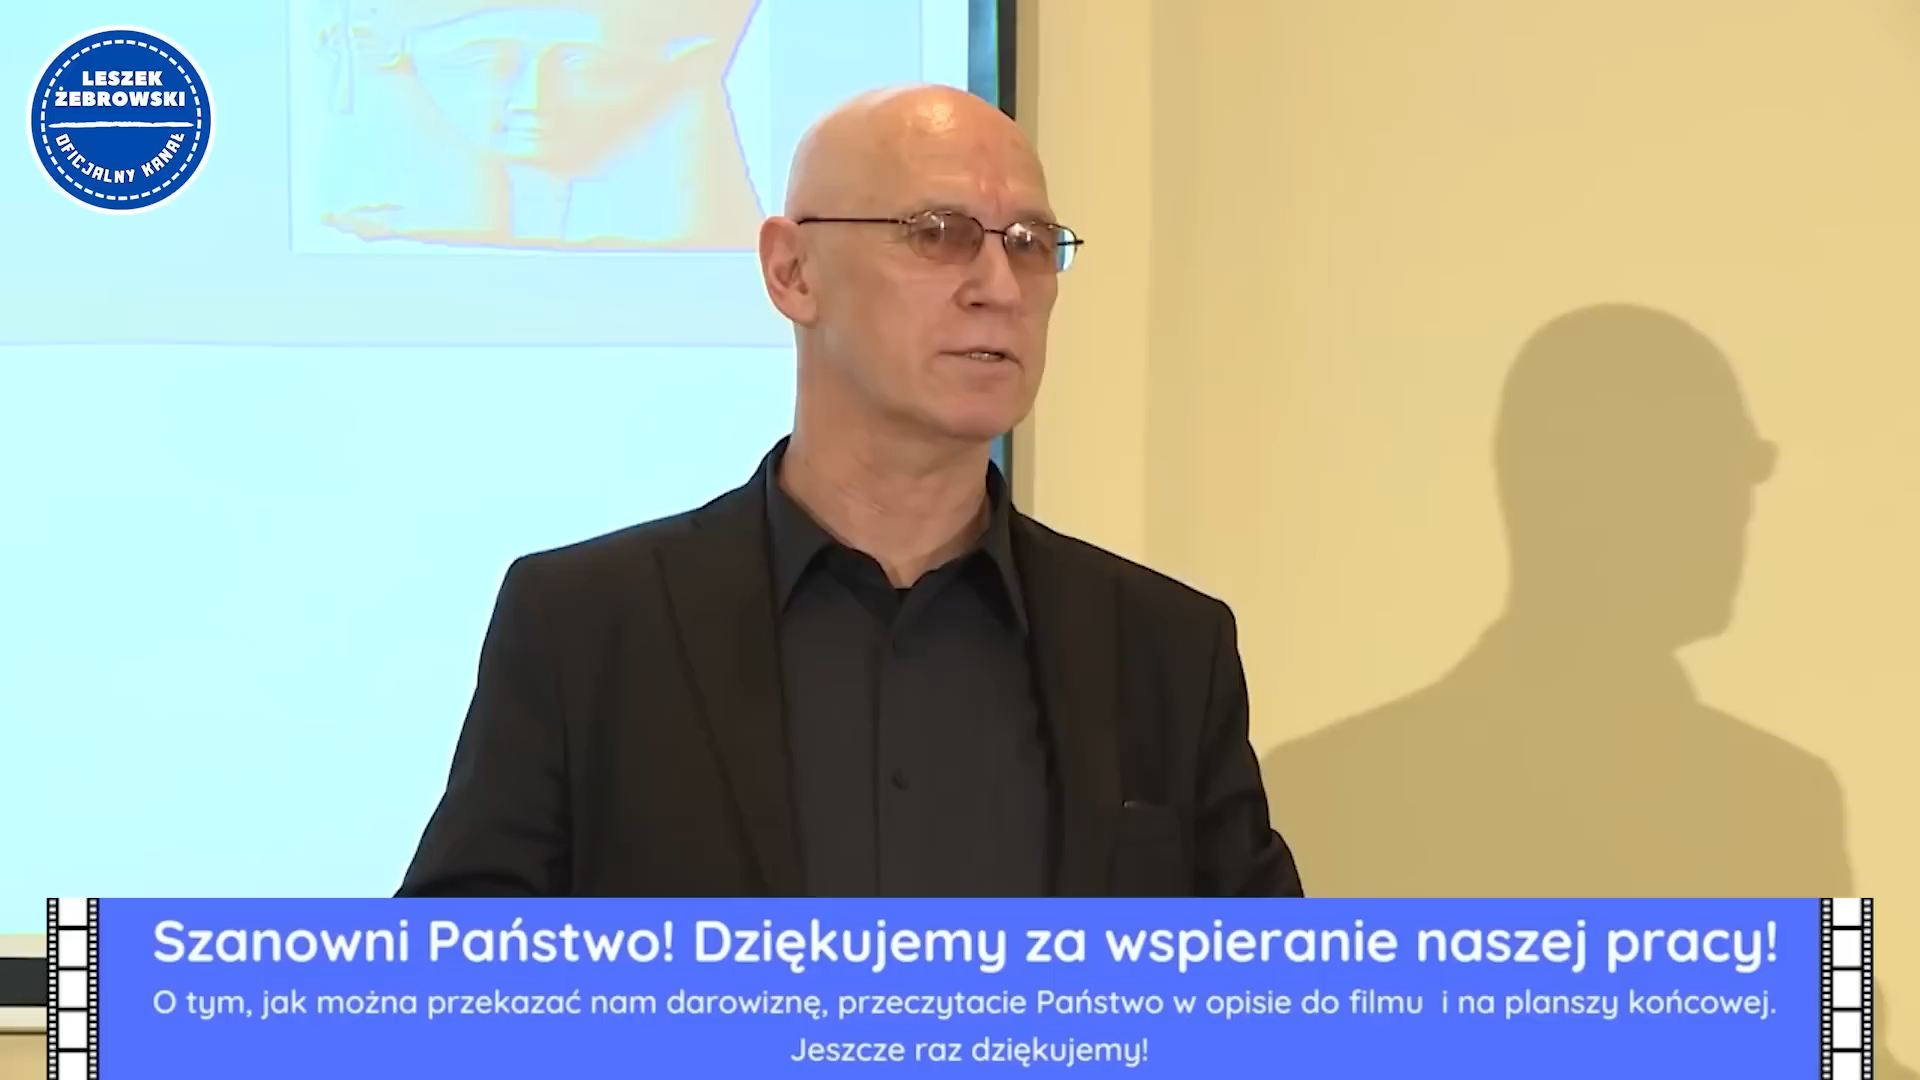 LESZEK
ŻEBROWSKI
OFICJALNY KANAŁ
Szanowni Państwo! Dziękujemy za wspieranie naszej pracy!
O tym, jak można przekazać nam darowiznę, przeczytacie Państwo w opisie do filmu i na planszy końcowej.
Jeszcze raz dziękujemy!